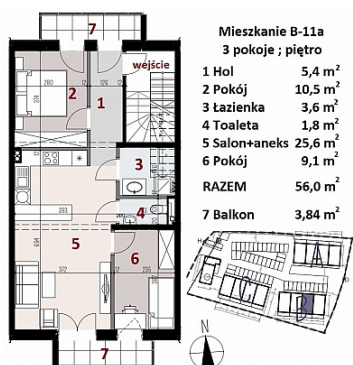 7
Mieszkanie B-11a
3 pokoje ; piętro
wejście
2
1
1 Hol 5,4 m²
2 Pokój 10,5 m²
3 Łazienka 3,6 m²
4 Toaleta 1,8 m²
5 Salon+aneks 25,6 m²
6 Pokój 9,1 m²
RAZEM 56,0 m²
7 Balkon 3,84 m²
3
4
5
6
7
A
C
B
N